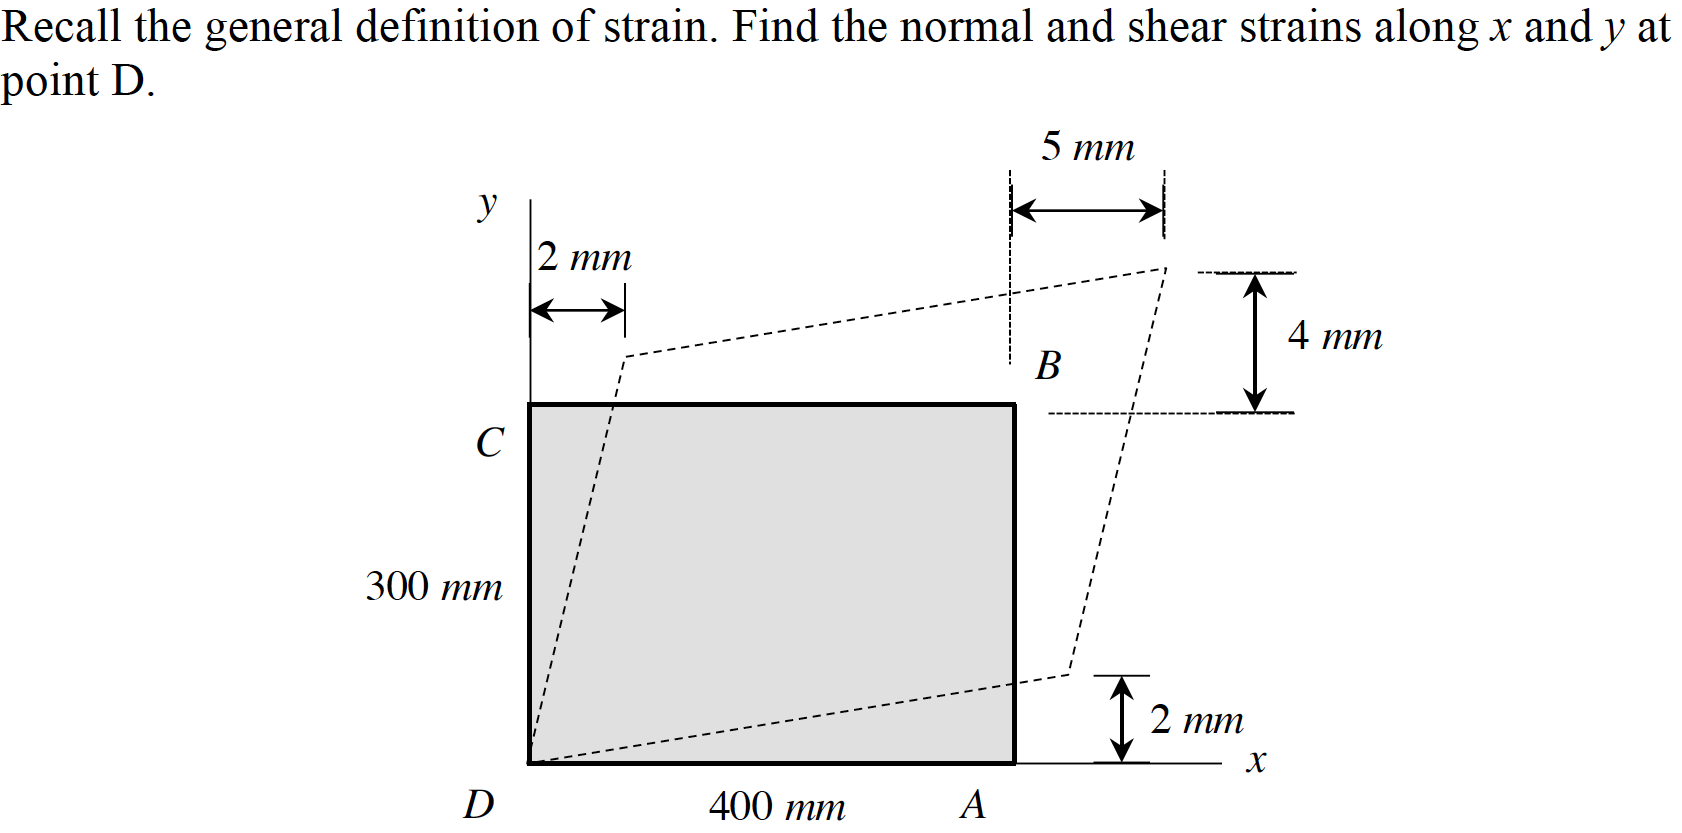 Recall the general definition of strain. Find the normal and shear strains along x and y at
point D.
5 mm
y
2 mm
4 mm
B
C
300 mm
2 mm
x
D
400 mm
A